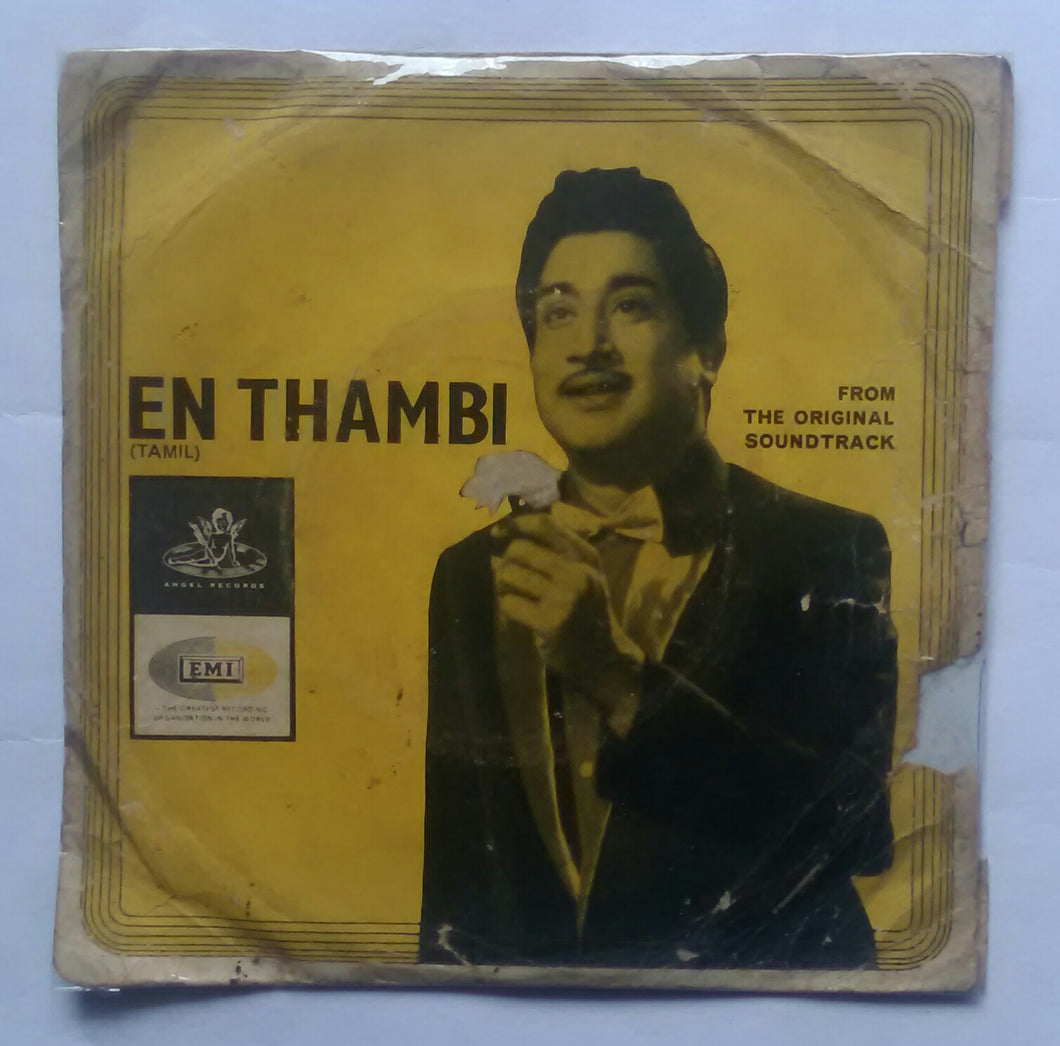 EN THAMBI
(TAMIL)
FROM
THE ORIGINAL
SOUNDTRACK
ANGEL RECORDS
EMI
THE GREATEST RECORDING
ORGANISATION IN THE WORLD